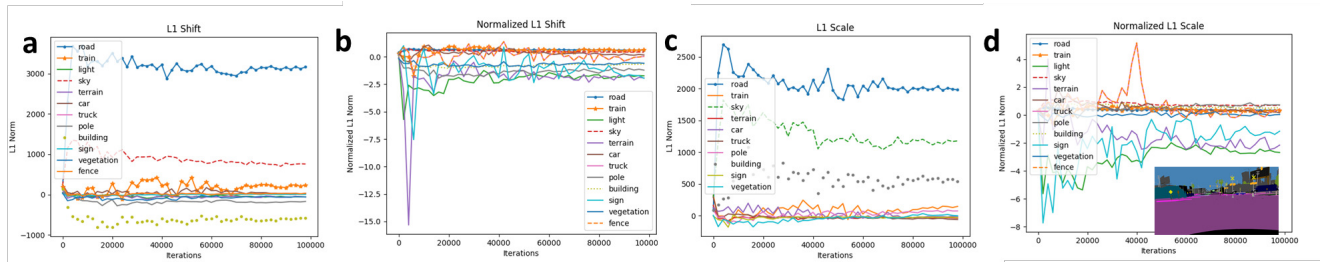 a
L1 Shift
L1 Norm
3000
2000
1000
0
−1000
road
train
light
sky
terrain
car
truck
pole
building
sign
vegetation
fence
0 20000 40000 60000 80000 100000
Iterations
b
Normalized L1 Shift
Normalized L1 Norm
0.0
−2.5
−5.0
−7.5
−10.0
−12.5
−15.0
road
train
light
sky
terrain
car
truck
pole
building
sign
vegetation
fence
0 20000 40000 60000 80000 100000
Iterations
c
L1 Scale
L1 Norm
2500
2000
1500
1000
500
0
road
train
sky
terrain
car
truck
pole
building
sign
vegetation
0 20000 40000 60000 80000 100000
Iterations
d
Normalized L1 Scale
Normalized L1 Norm
4
2
0
−2
−4
−6
−8
road
train
light
sky
terrain
car
truck
pole
building
sign
vegetation
fence
0 20000 40000 60000 80000 100000
Iterations